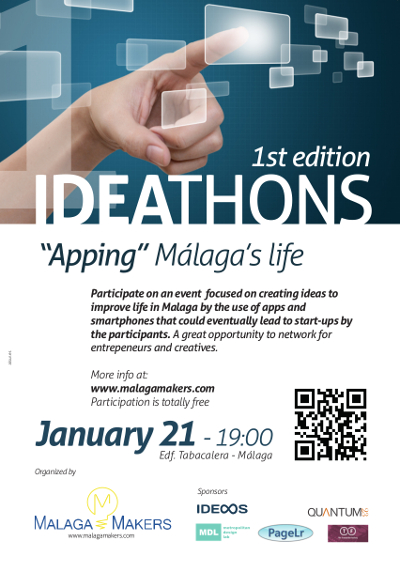 1st edition
IDEATHONS
“Apping” Málaga's life
Participate on an event focused on creating ideas to
improve life in Malaga by the use of apps and
smartphones that could eventually lead to start-ups by
the participants. A great opportunity to network for
entrepeneurs and creatives.
More info at:
www.malagamakers.com
Participation is totally free
January 21 - 19:00
Edf. Tabacalera - Málaga
Organized by
MALAGA MAKERS
www.malagamakers.com
Sponsors
IDEXXS
QUANTUM
MDL metropolitan
design
lab
PageLr